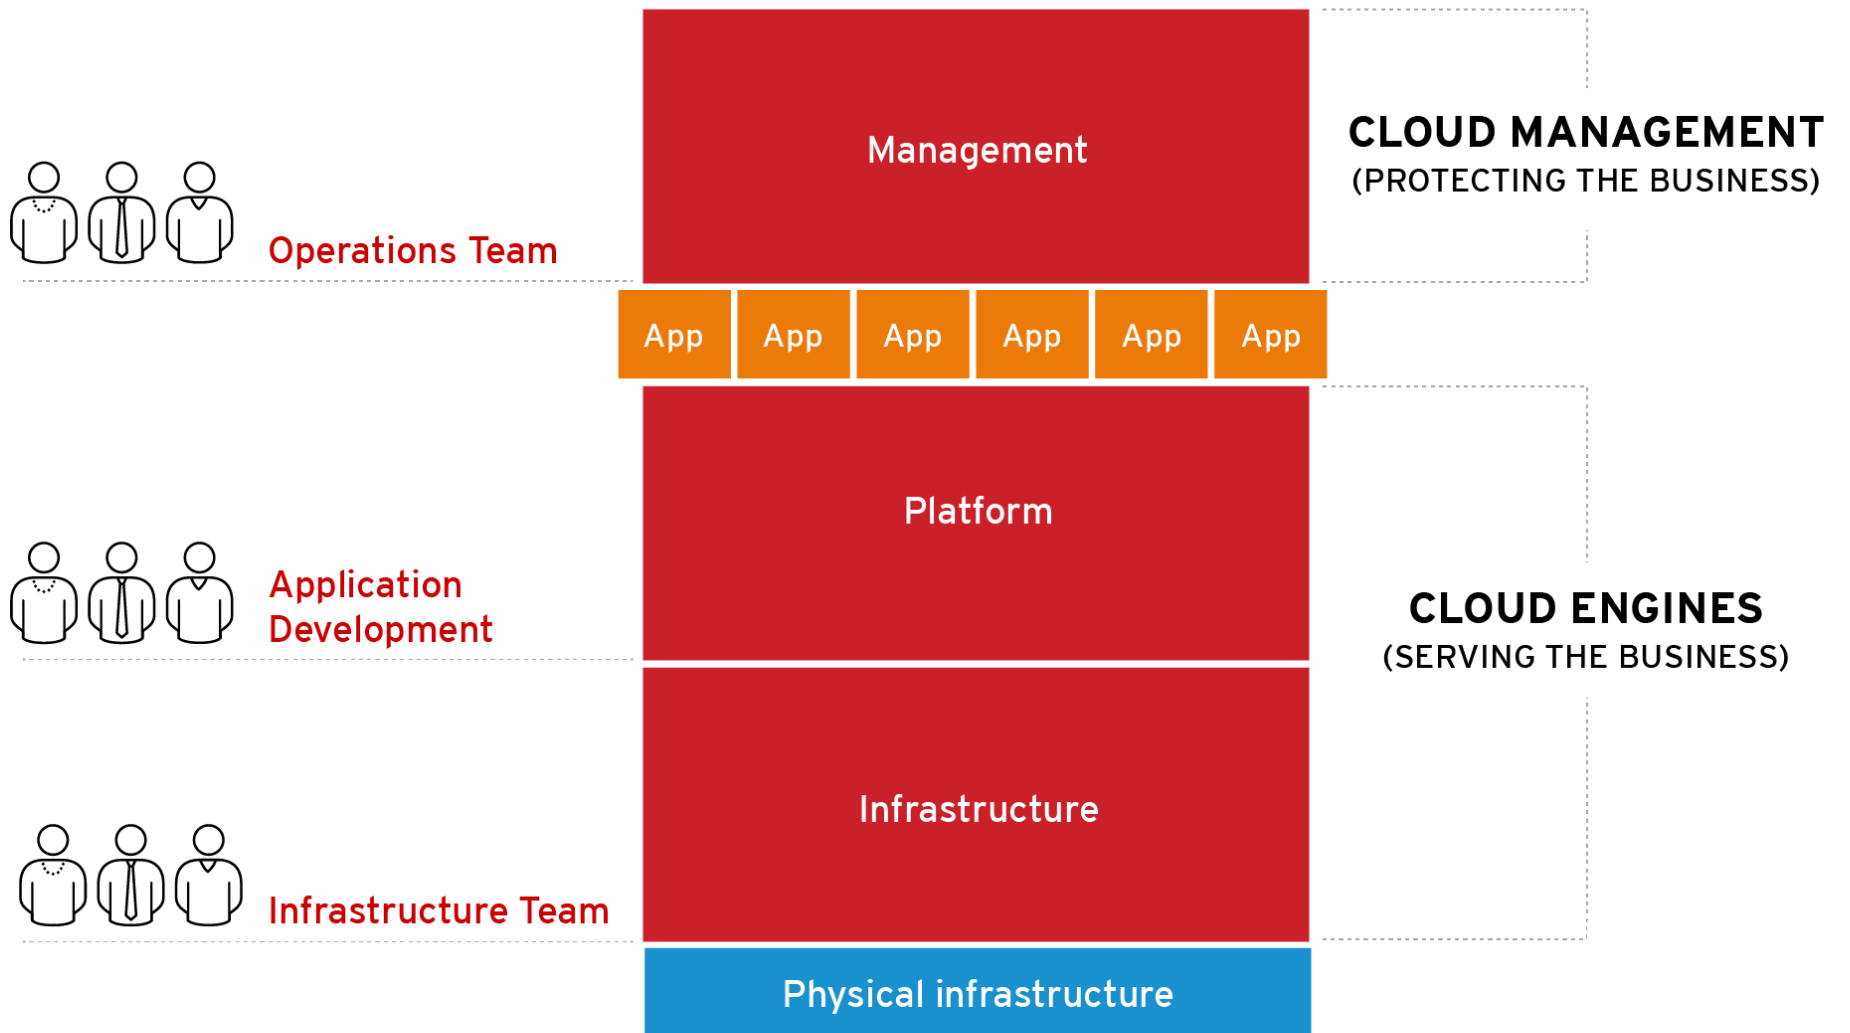 Management
CLOUD MANAGEMENT
(PROTECTING THE BUSINESS)
Operations Team
App App App App App App
Platform
Application
Development
CLOUD ENGINES
(SERVING THE BUSINESS)
Infrastructure
Infrastructure Team
Physical infrastructure